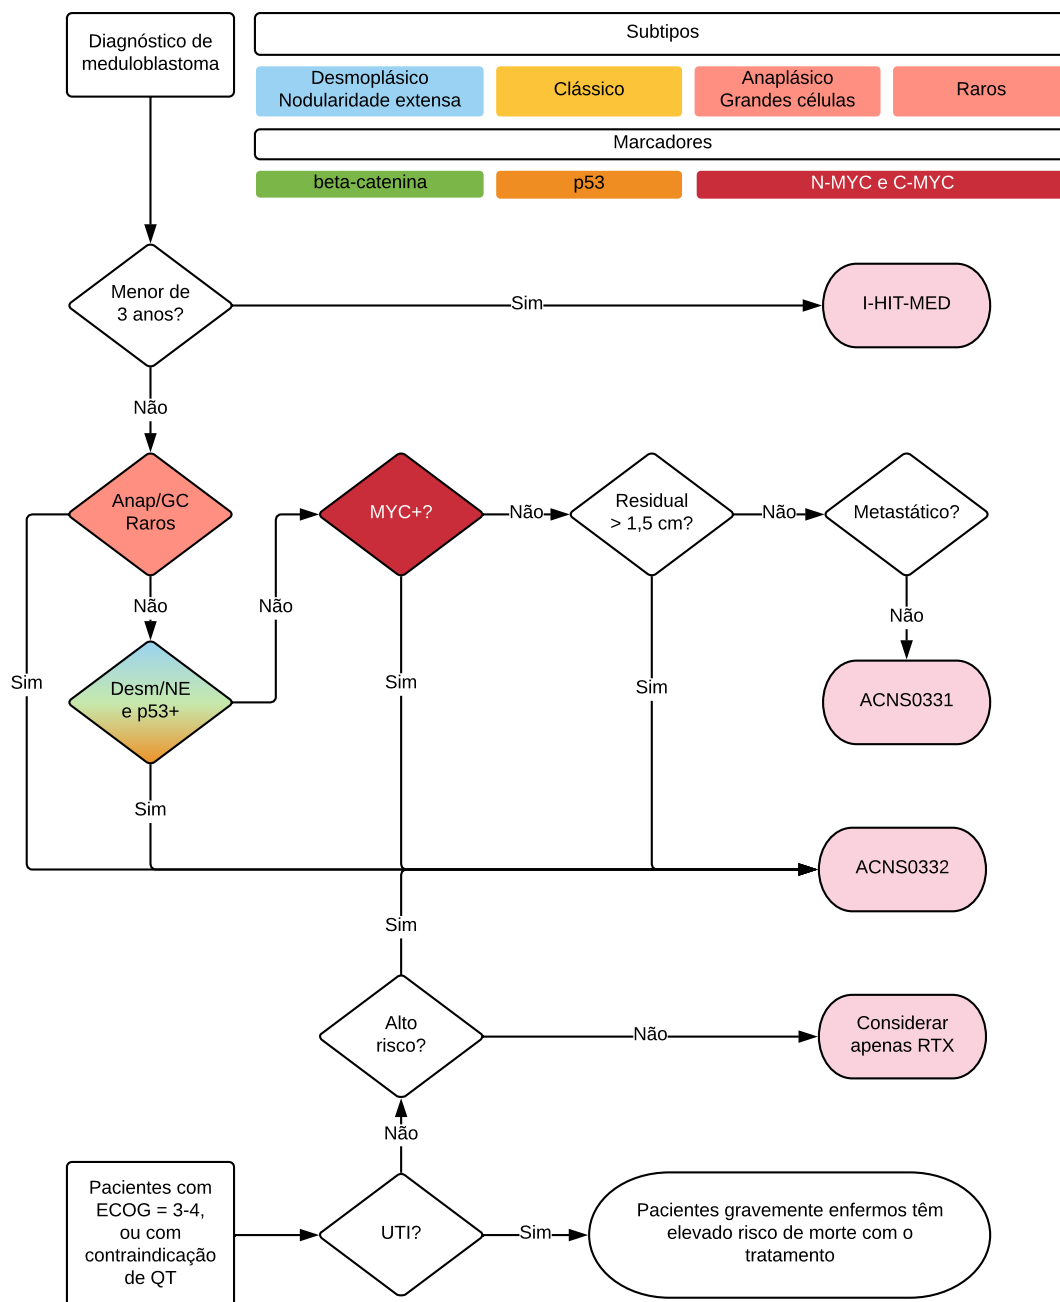 Diagnóstico de
meduloblastoma
Subtipos
Desmoplásico
Nodularidade extensa
Clássico
Anaplásico
Grandes células
Raros
Marcadores
beta-catenina
p53
N-MYC e C-MYC
Menor de
3 anos?
Sim
I-HIT-MED
Não
Anap/GC
Raros
MYC+?
Não
Residual
> 1,5 cm?
Não
Metastático?
Não
Não
Não
Sim
Desm/NE
e p53+
Sim
Sim
ACNS0331
Sim
ACNS0332
Sim
Alto
risco?
Não
Considerar
apenas RTX
Não
Pacientes com
ECOG = 3-4,
ou com
contraindicação
de QT
UTI?
Sim
Pacientes gravemente enfermos têm
elevado risco de morte com o
tratamento